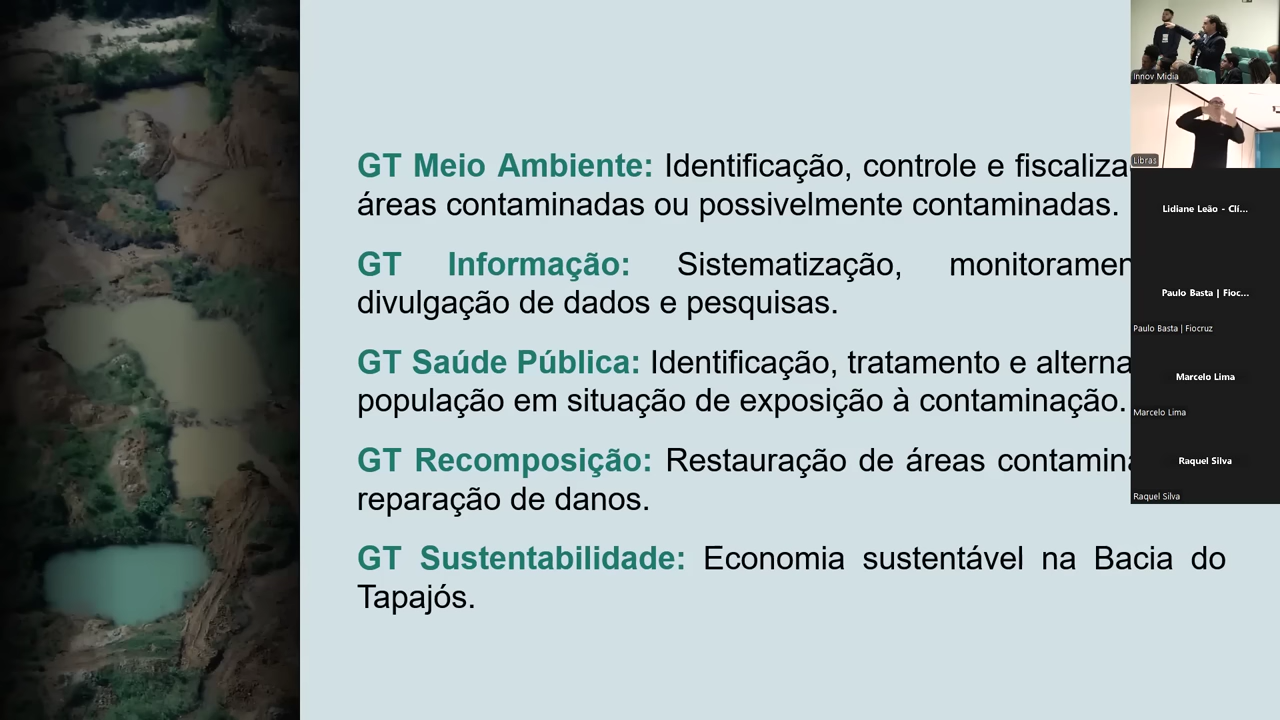 GT Meio Ambiente: Identificação, controle e fiscaliza
áreas contaminadas ou possivelmente contaminadas.
GT Informação: Sistematização, monitoramen
divulgação de dados e pesquisas.
GT Saúde Pública: Identificação, tratamento e alterna
população em situação de exposição à contaminação.
GT Recomposição: Restauração de áreas contamina
reparação de danos.
GT Sustentabilidade: Economia sustentável na Bacia do
Tapajós.
Innov Midia
Libras
Lidiane Leão - Clí...
Paulo Basta | Fioc...
Paulo Basta | Fiocruz
Marcelo Lima
Marcelo Lima
Raquel Silva
Raquel Silva